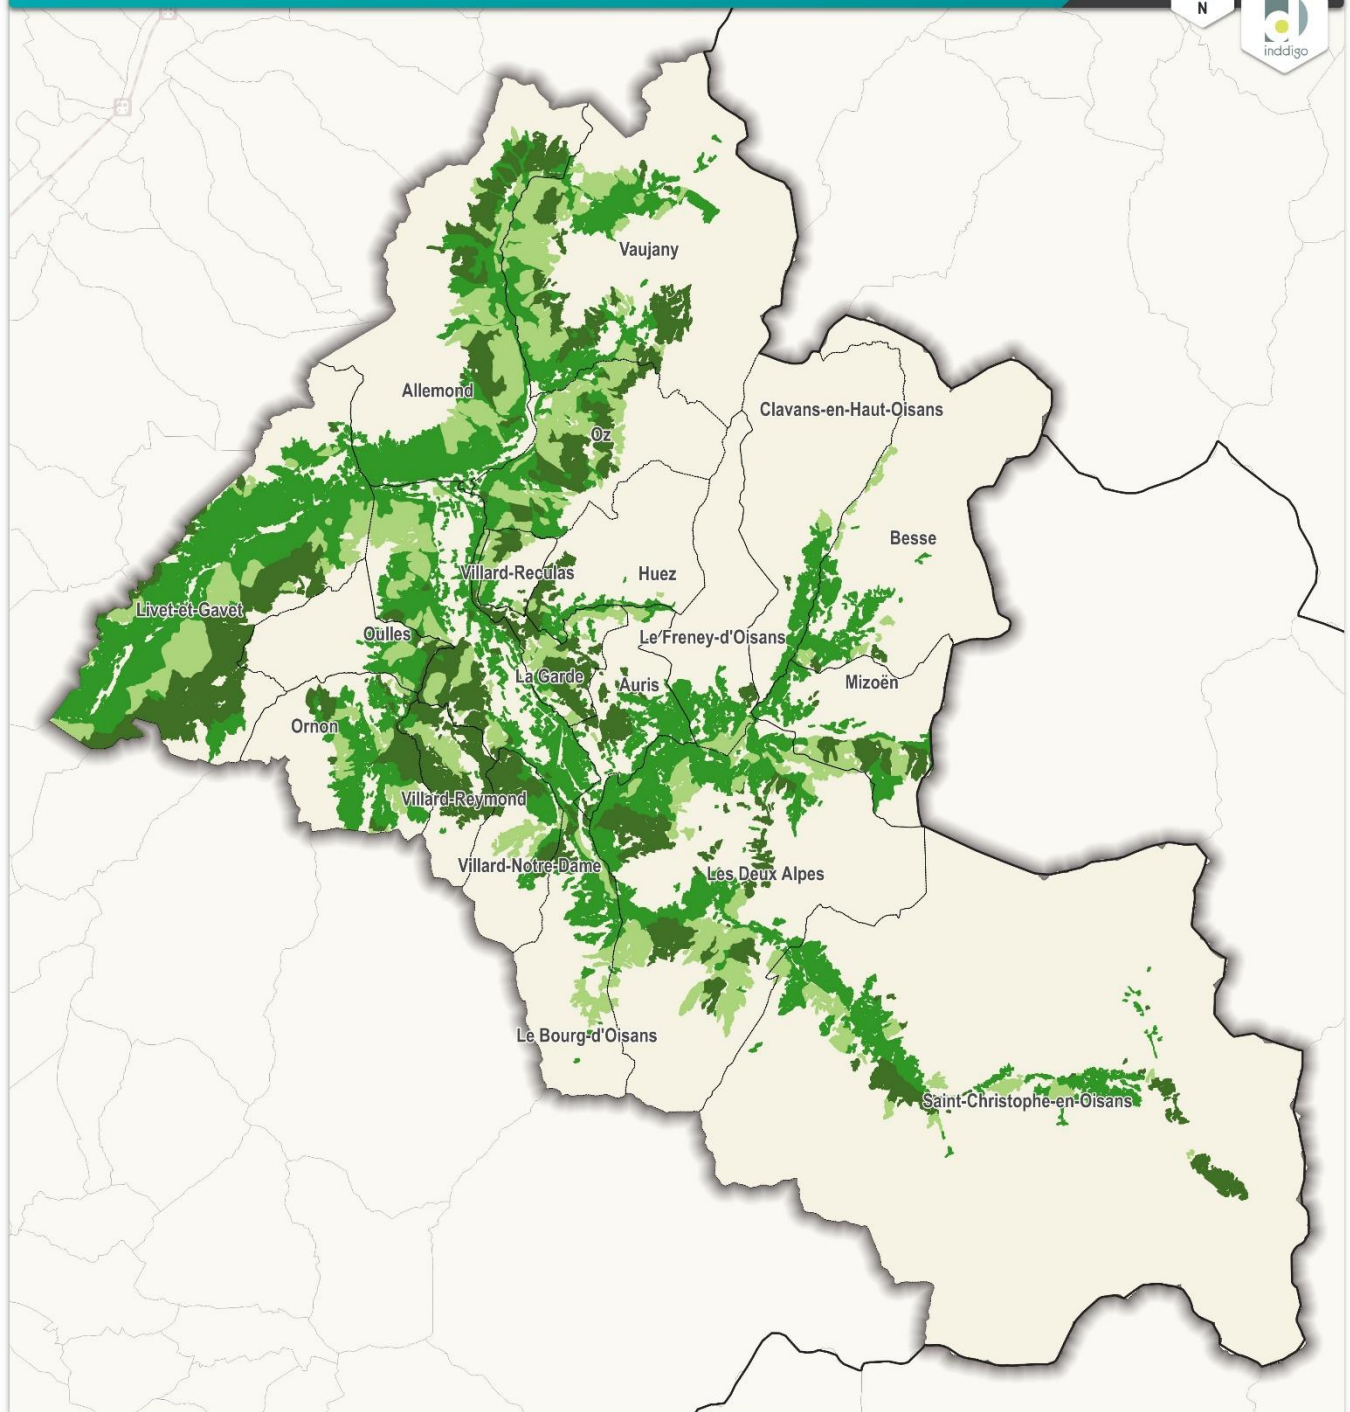 N
inddigo
Vaujany
Allemond
Clavans-en-Haut-Oisans
Oz
Besse
Villard-Reculas
Huez
Livet-et-Gavet
Oulles
Le Freney-d'Oisans
La Garde
Auris
Mizoën
Ornon
Villard-Reymond
Villard-Notre-Dame
Les Deux Alpes
Le Bourg-d'Oisans
Saint-Christophe-en-Oisans